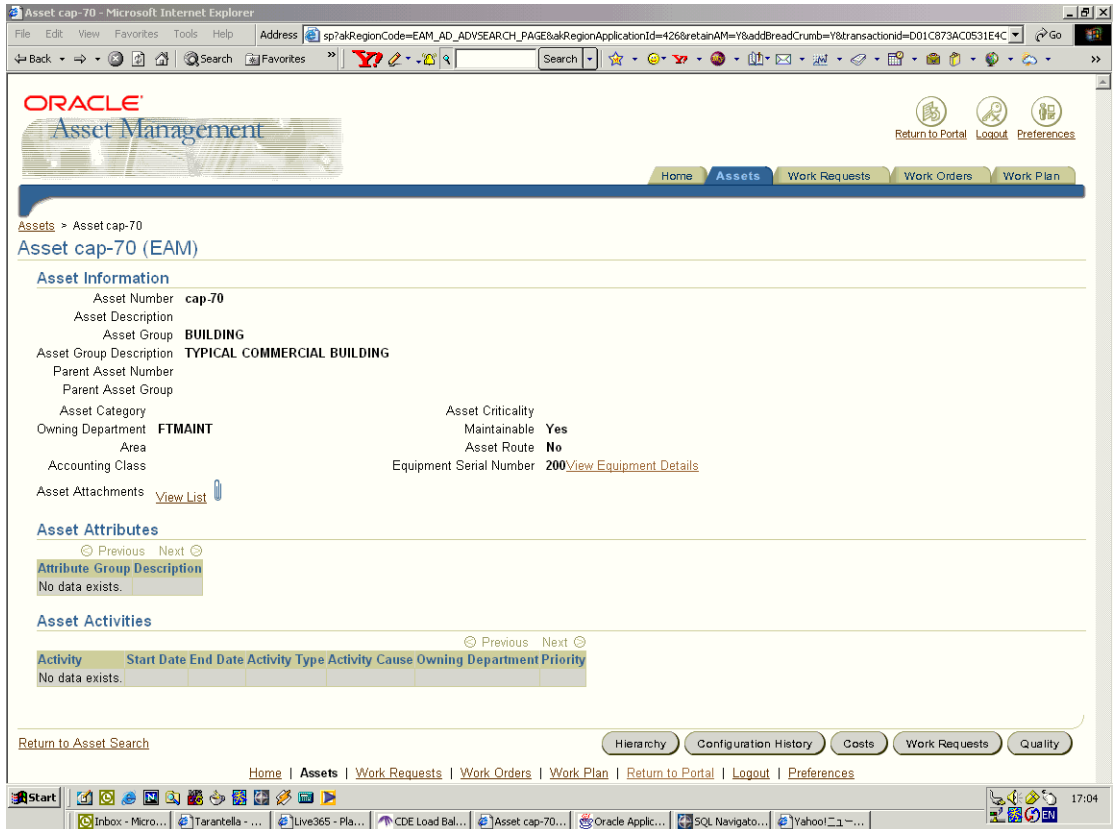 Asset cap-70 - Microsoft Internet Explorer
File Edit View Favorites Tools Help Address sp?akRegionCode=EAM_AD_ADVSEARCH_PAGE&akRegionApplicationId=426&retainAM=Y&addBreadCrumb=Y&transactionid=D01C873AC0531E4C Go
Back Search Favorites » Y? Search »
ORACLE
Asset Management
Return to Portal Logout Preferences
Home Assets Work Requests Work Orders Work Plan
Assets > Asset cap-70
Asset cap-70 (EAM)
Asset Information
Asset Number cap-70
Asset Description
Asset Group BUILDING
Asset Group Description TYPICAL COMMERCIAL BUILDING
Parent Asset Number
Parent Asset Group
Asset Category Asset Criticality
Owning Department FTMAINT Maintainable Yes
Area Asset Route No
Accounting Class Equipment Serial Number 200View Equipment Details
Asset Attachments View List
Asset Attributes
Previous Next
Attribute Group Description
No data exists.
Asset Activities
Previous Next
Activity Start Date End Date Activity Type Activity Cause Owning Department Priority
No data exists.
Return to Asset Search Hierarchy Configuration History Costs Work Requests Quality
Home | Assets | Work Requests | Work Orders | Work Plan | Return to Portal | Logout | Preferences
Start EN 17:04
Inbox - Micro... Tarantella - ... Live365 - Pla... CDE Load Bal... Asset cap-70... Oracle Applic... SQL Navigato... Yahoo!ニュー...